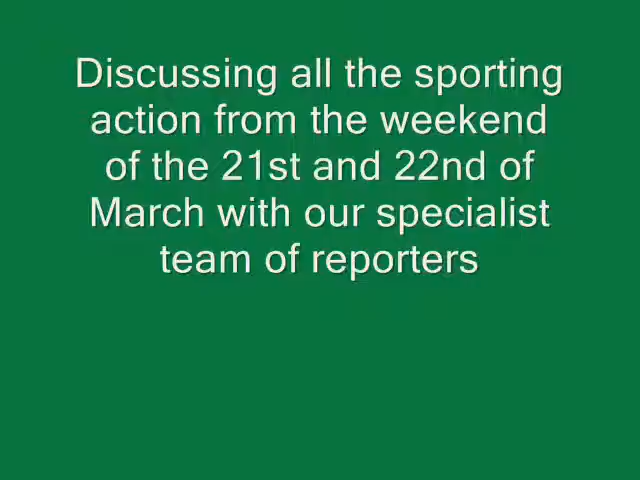 Discussing all the sporting
action from the weekend
of the 21st and 22nd of
March with our specialist
team of reporters